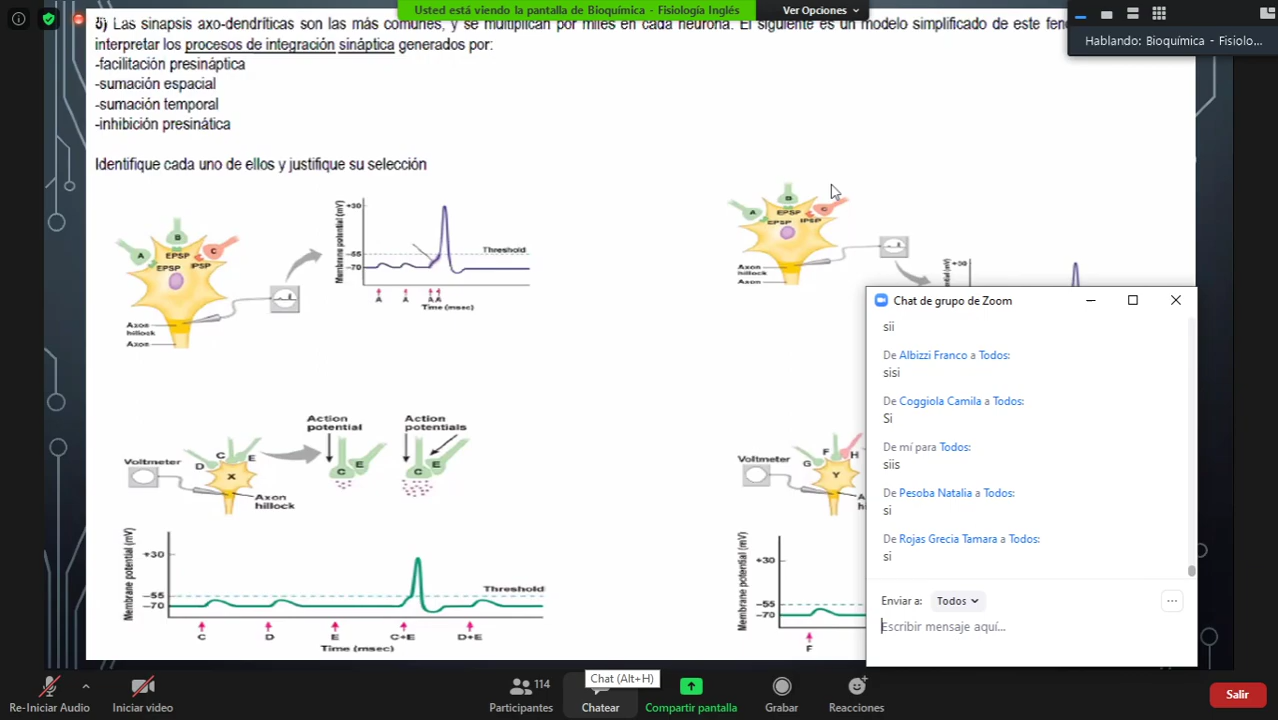 Usted está viendo la pantalla de Bioquímica - Fisiología Inglés
Ver Opciones
Hablando: Bioquímica - Fisiolo...
Las sinapsis axo-dendríticas son las más comunes, y se multiplican por miles en cada neurona. El siguiente es un modelo simplificado de este
interpretar los procesos de integración sináptica generados por:
-facilitación presináptica
-sumación espacial
-sumación temporal
-inhibición presinática
Identifique cada uno de ellos y justifique su selección
A
B
C
EPSP
EPSP
IPSP
Axon hillock
Axon
Membrane potential (mV)
+30
-55
-70
Threshold
A A A A
Time (msec)
A
B
C
EPSP
EPSP
IPSP
Axon hillock
Axon
+30
Voltmeter
D
C
E
X
Axon hillock
Action potential
C E
Action potentials
C E
Membrane potential (mV)
+30
-55
-70
Threshold
C D E C+E D+E
Time (msec)
Voltmeter
G
F
H
Y
Membrane potential (mV)
+30
-55
-70
F
Chat de grupo de Zoom
sii
De Albizzi Franco a Todos:
sisi
De Coggiola Camila a Todos:
Si
De mí para Todos:
siis
De Pesoba Natalia a Todos:
si
De Rojas Grecia Tamara a Todos:
si
Enviar a: Todos
Escribir mensaje aquí...
Chat (Alt+H)
Re-Iniciar Audio
Iniciar video
114
Participantes
Chatear
Compartir pantalla
Grabar
Reacciones
Salir